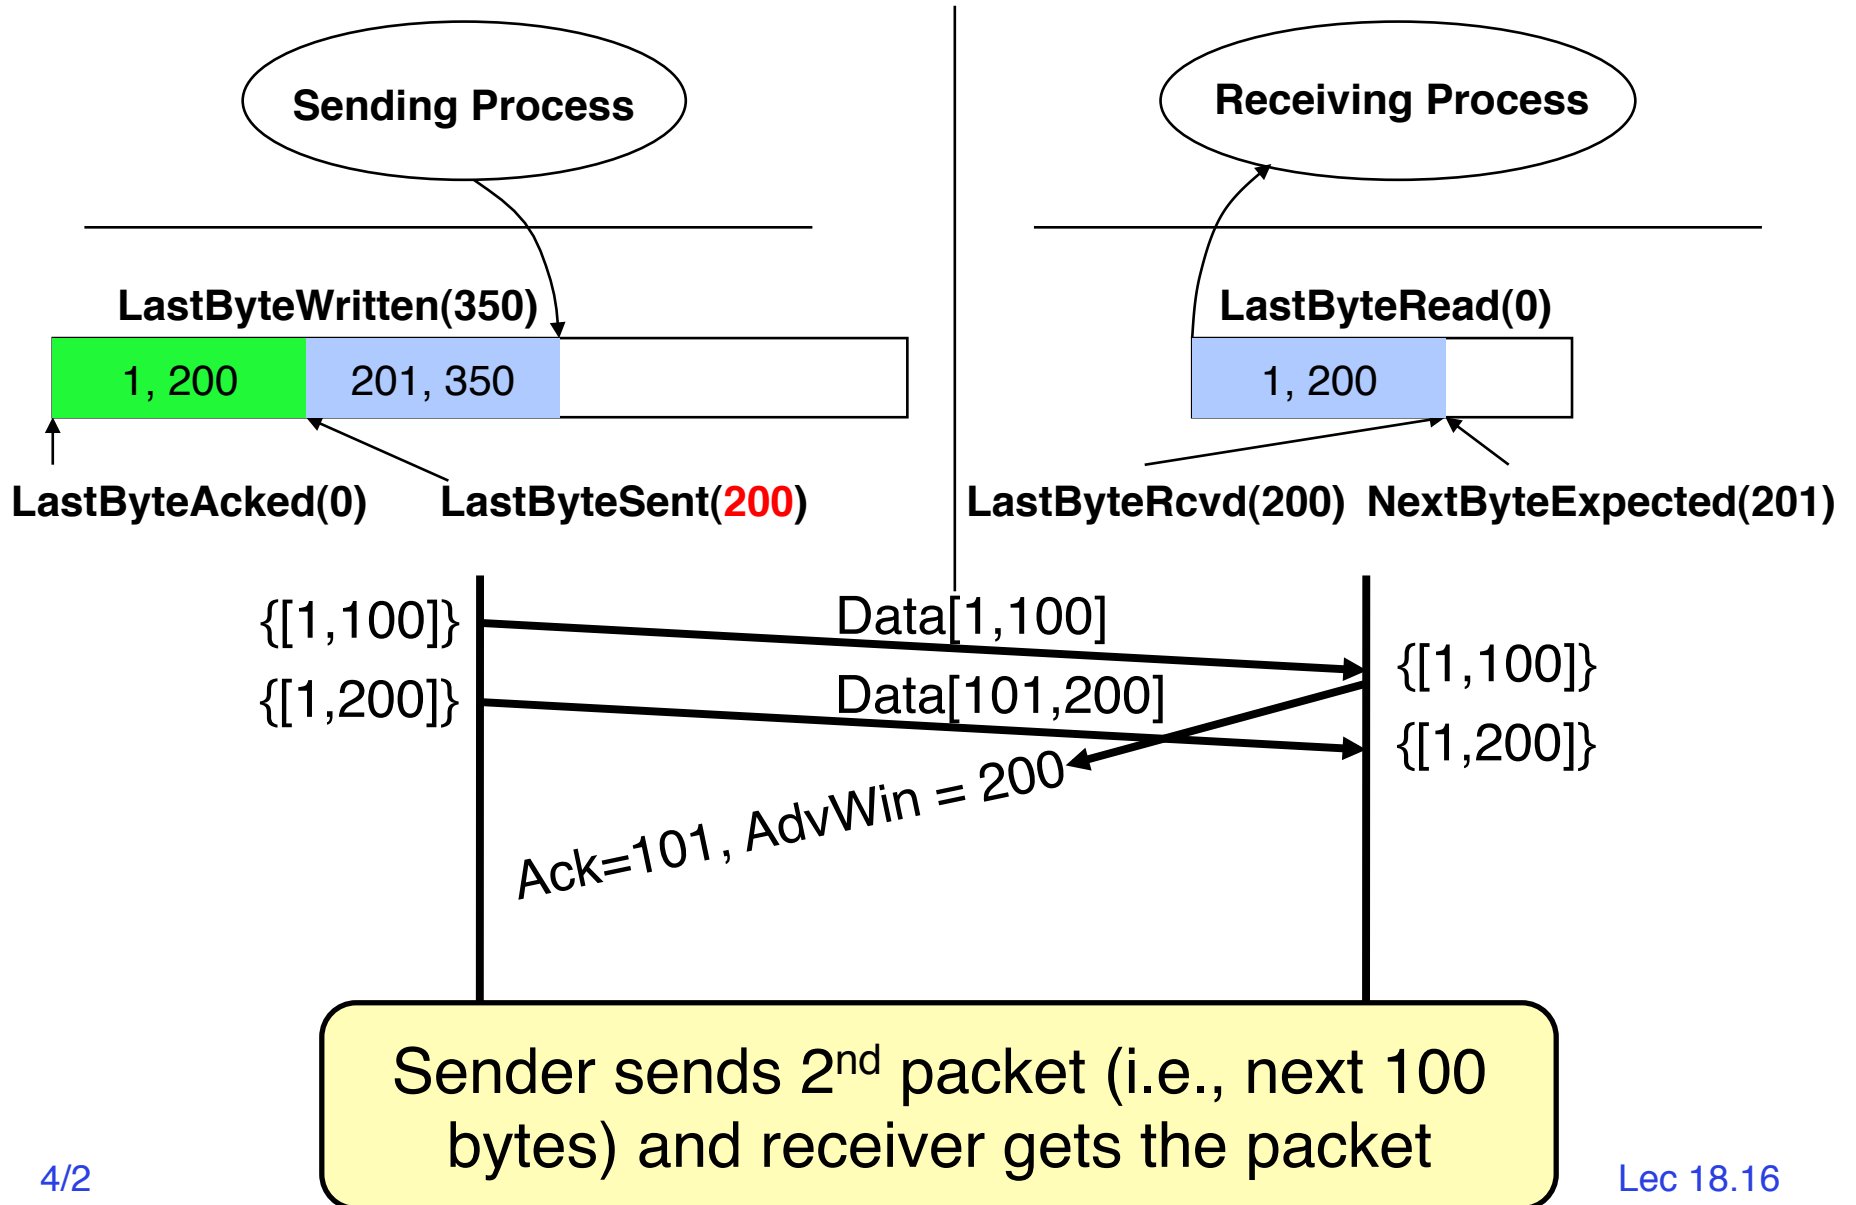 Sending Process
Receiving Process
LastByteWritten(350)
LastByteRead(0)
1, 200
201, 350
1, 200
LastByteAcked(0)
LastByteSent(200)
LastByteRcvd(200)
NextByteExpected(201)
{[1,100]}
Data[1,100]
{[1,100]}
{[1,200]}
Data[101,200]
{[1,200]}
Ack=101, AdvWin = 200
Sender sends 2nd packet (i.e., next 100
bytes) and receiver gets the packet
4/2
Lec 18.16